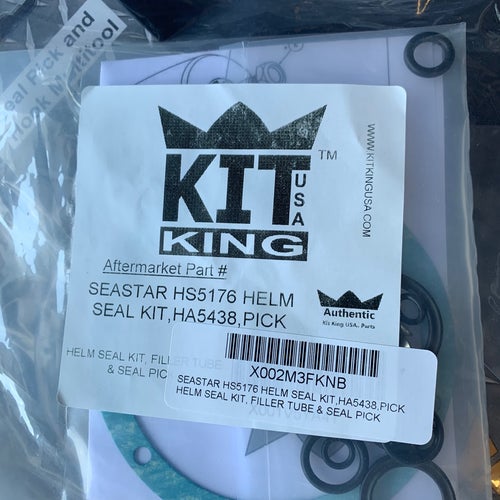 eal Pick and
Hook Multitool
KIT
USA
KING
TM
WWW.KITKINGUSA.COM
Aftermarket Part #
SEASTAR HS5176 HELM
SEAL KIT,HA5438,PICK
Authentic
Kit King USA. Parts
HELM SEAL KIT, FILLER TUBE
& SEAL PICK
X002M3FKNB
SEASTAR HS5176 HELM SEAL KIT,HA5438,PICK
HELM SEAL KIT, FILLER TUBE & SEAL PICK